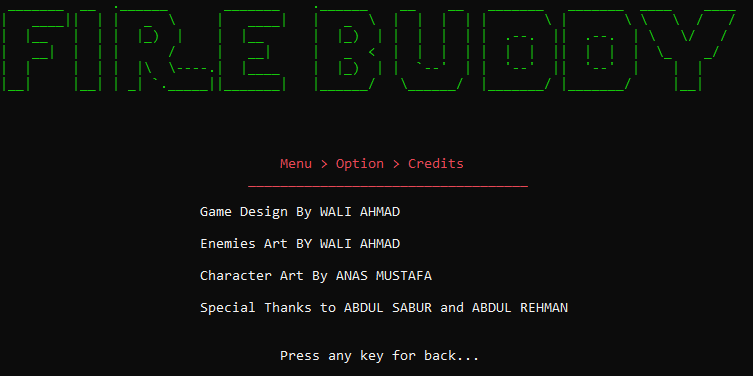 FIRE BUDDY
Menu > Option > Credits
Game Design By WALI AHMAD
Enemies Art BY WALI AHMAD
Character Art By ANAS MUSTAFA
Special Thanks to ABDUL SABUR and ABDUL REHMAN
Press any key for back...